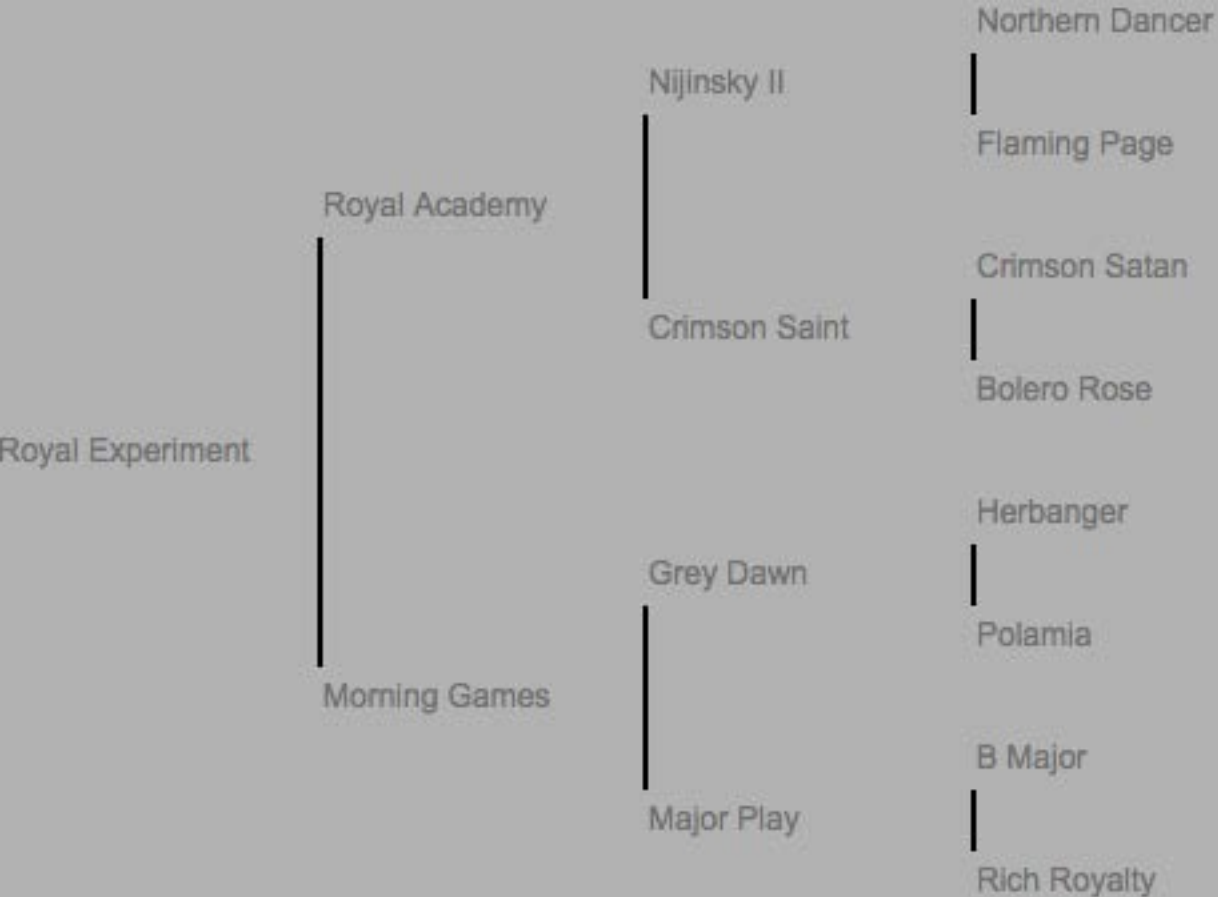 Northern Dancer
Nijinsky II
Flaming Page
Royal Academy
Crimson Satan
Crimson Saint
Bolero Rose
Royal Experiment
Herbanger
Grey Dawn
Polamia
Morning Games
B Major
Major Play
Rich Royalty